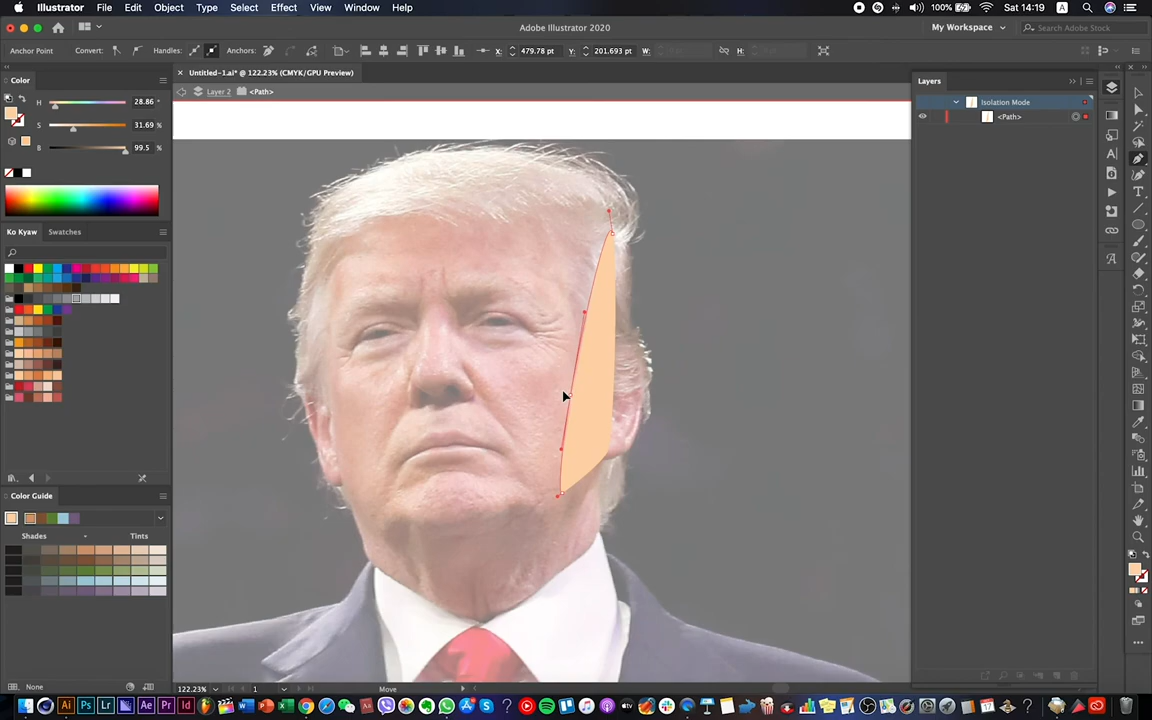 Illustrator File Edit Object Type Select Effect View Window Help 100% Sat 14:19
Adobe Illustrator 2020 My Workspace Search Adobe Stock
Anchor Point Convert: Handles: Anchors: X: 479.78 pt Y: 201.693 pt W: H:
Color
Untitled-1.ai* @ 122.23% (CMYK/GPU Preview)
Layers
Layer 2 <Path>
H 28.86 °
S 31.69 %
B 99.5 %
Isolation Mode
<Path>
Ko Kyaw Swatches
Color Guide
Shades Tints
None
122.23% 1 Move